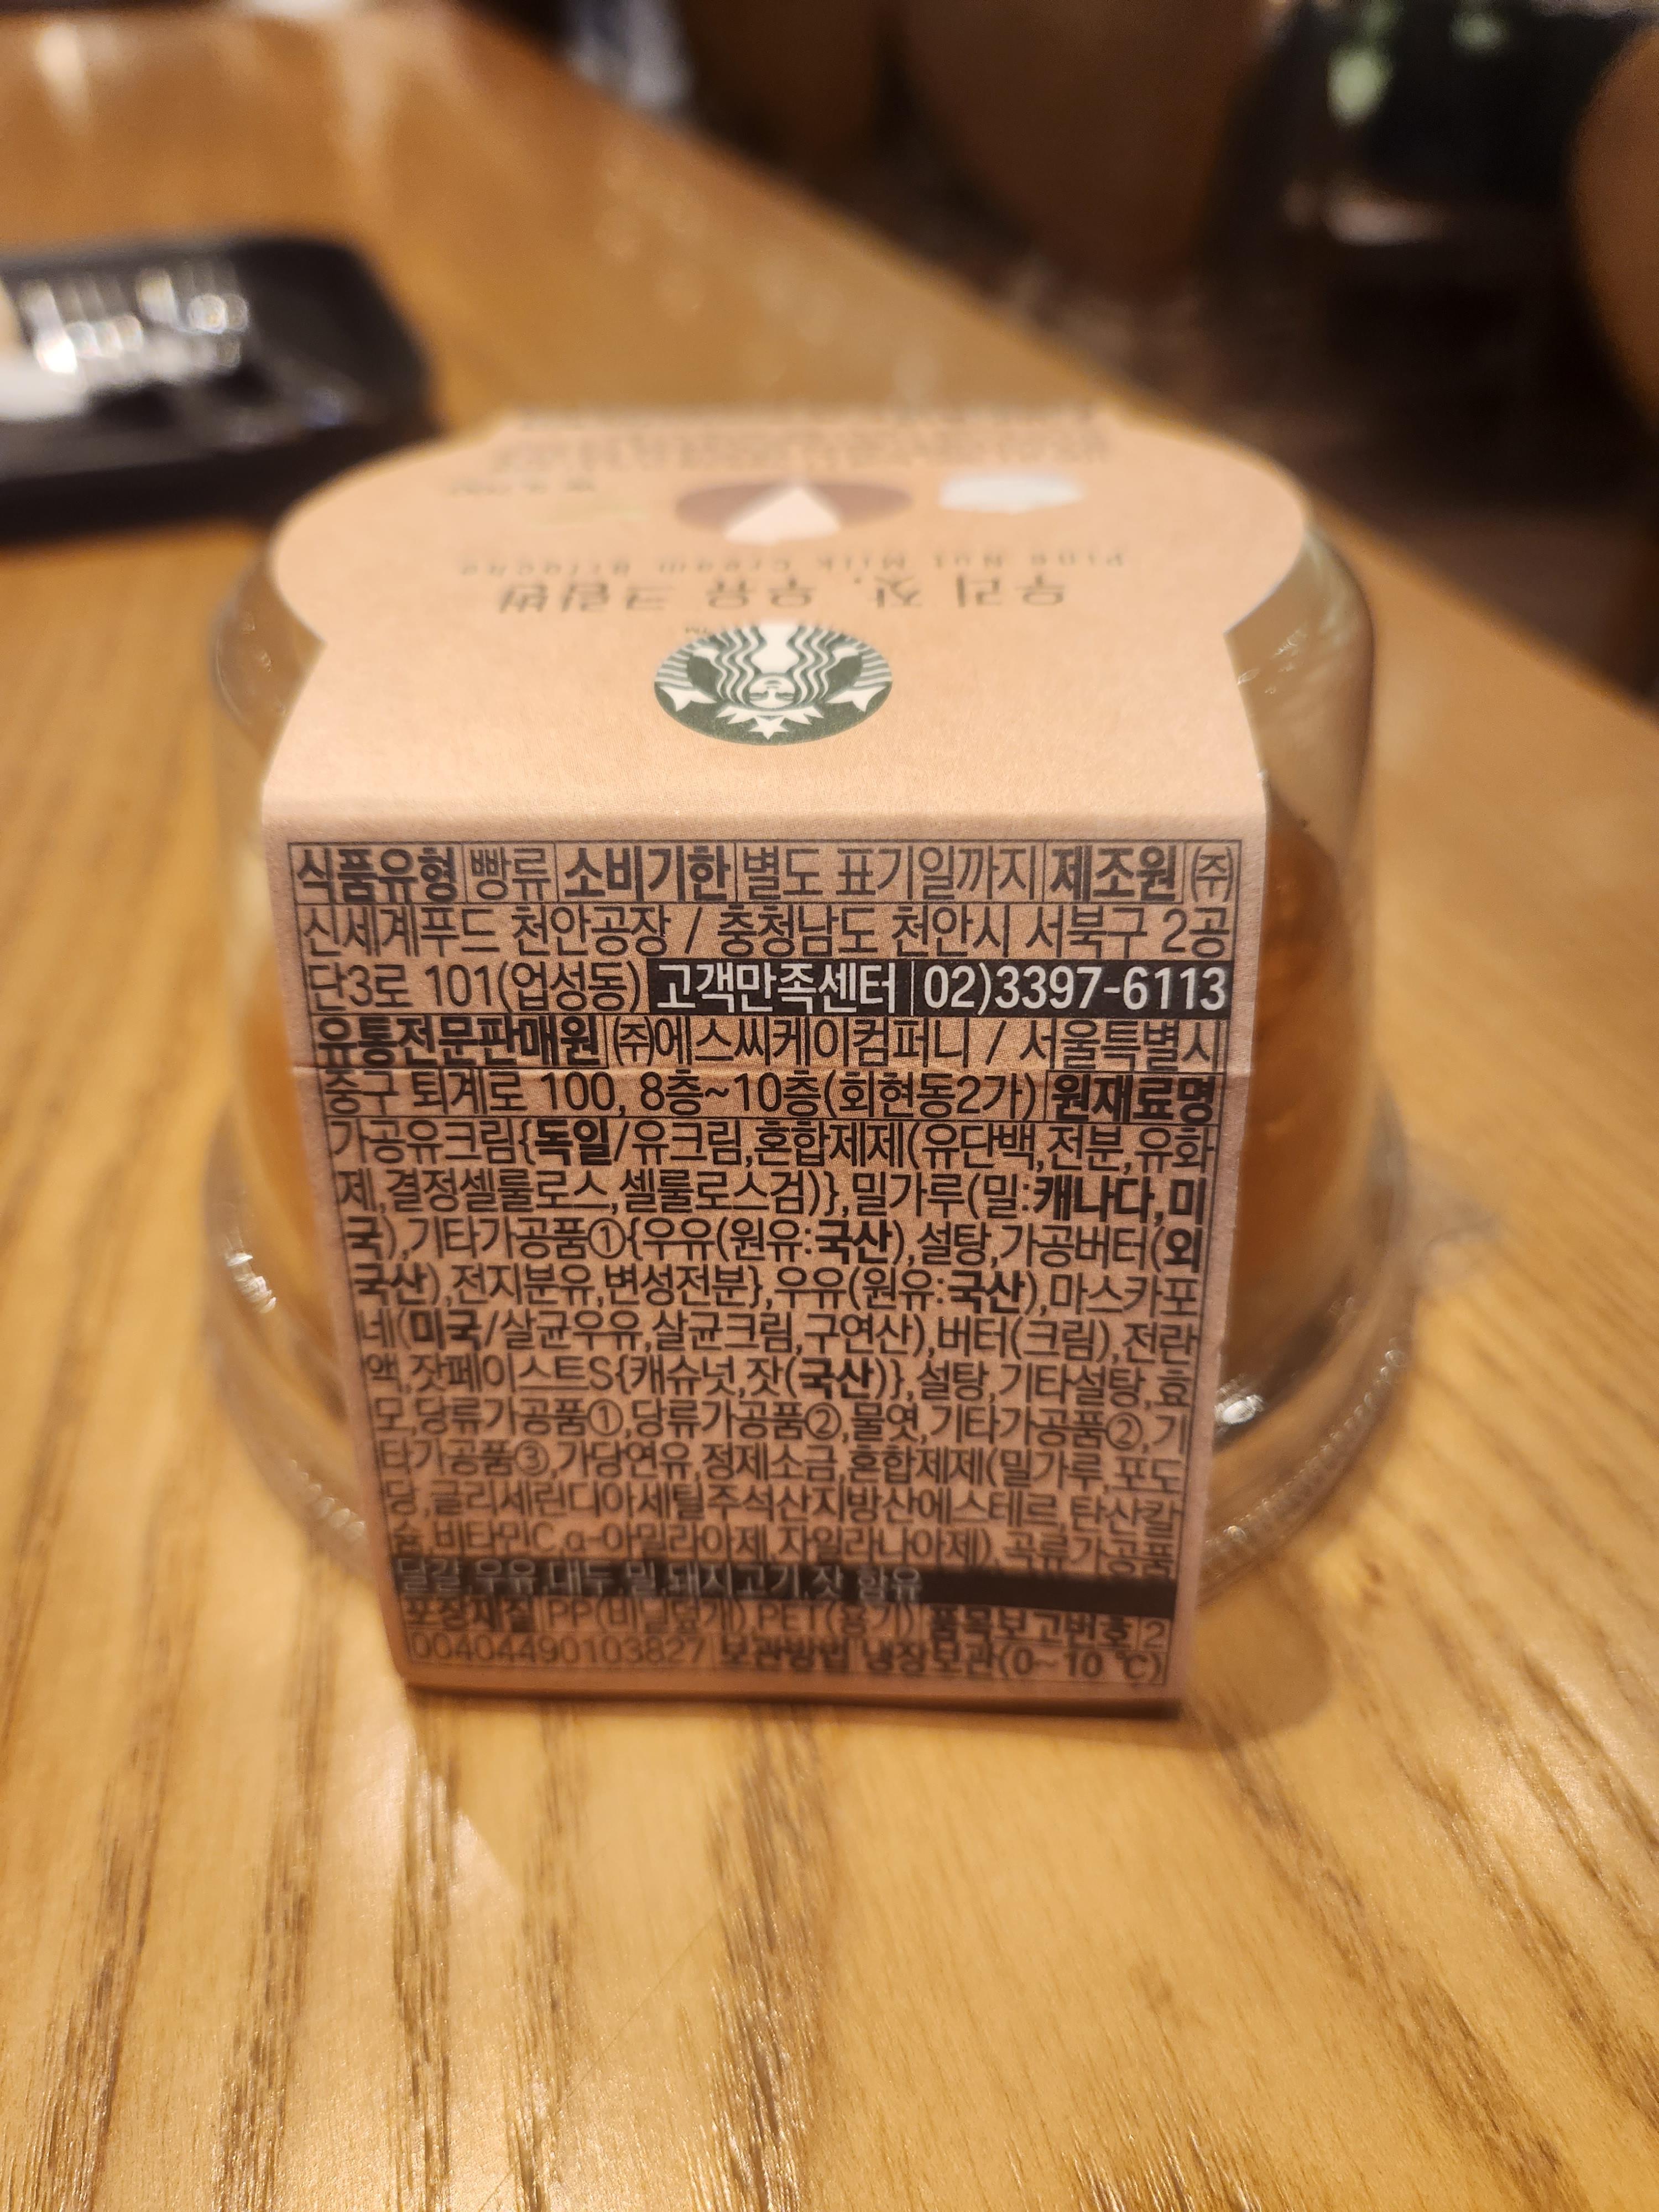 우리 잣, 우유 크림번
Pine Nut Milk Cream Brioche
식품유형 빵류 소비기한 별도 표기일까지 제조원 ㈜
신세계푸드 천안공장 / 충청남도 천안시 서북구 2공
단3로 101(업성동) 고객만족센터 02)3397-6113
유통전문판매원 ㈜에스씨케이컴퍼니 / 서울특별시
중구 퇴계로 100, 8층~10층(회현동2가) 원재료명
가공유크림{독일/유크림,혼합제제(유단백,전분,유화
제,결정셀룰로스,셀룰로스검)},밀가루(밀:캐나다,미
국),기타가공품①{우유(원유:국산),설탕,가공버터(외
국산),전지분유,변성전분},우유(원유:국산),마스카포
네(미국/살균우유,살균크림,구연산),버터(크림),전란
액,잣페이스트S{캐슈넛,잣(국산)},설탕,기타설탕,효
모,당류가공품①,당류가공품②,물엿,기타가공품②,기
타가공품③,가당연유,정제소금,혼합제제(밀가루,포도
당,글리세린디아세틸주석산지방산에스테르,탄산칼
슘,비타민C,α-아밀라아제,자일라나아제),곡류가공품
달걀,우유,대두,밀,돼지고기,잣 함유
포장재질 PP(비닐덮개),PET(용기) 품목보고번호 2
00404490103827 보관방법 냉장보관(0~10℃)